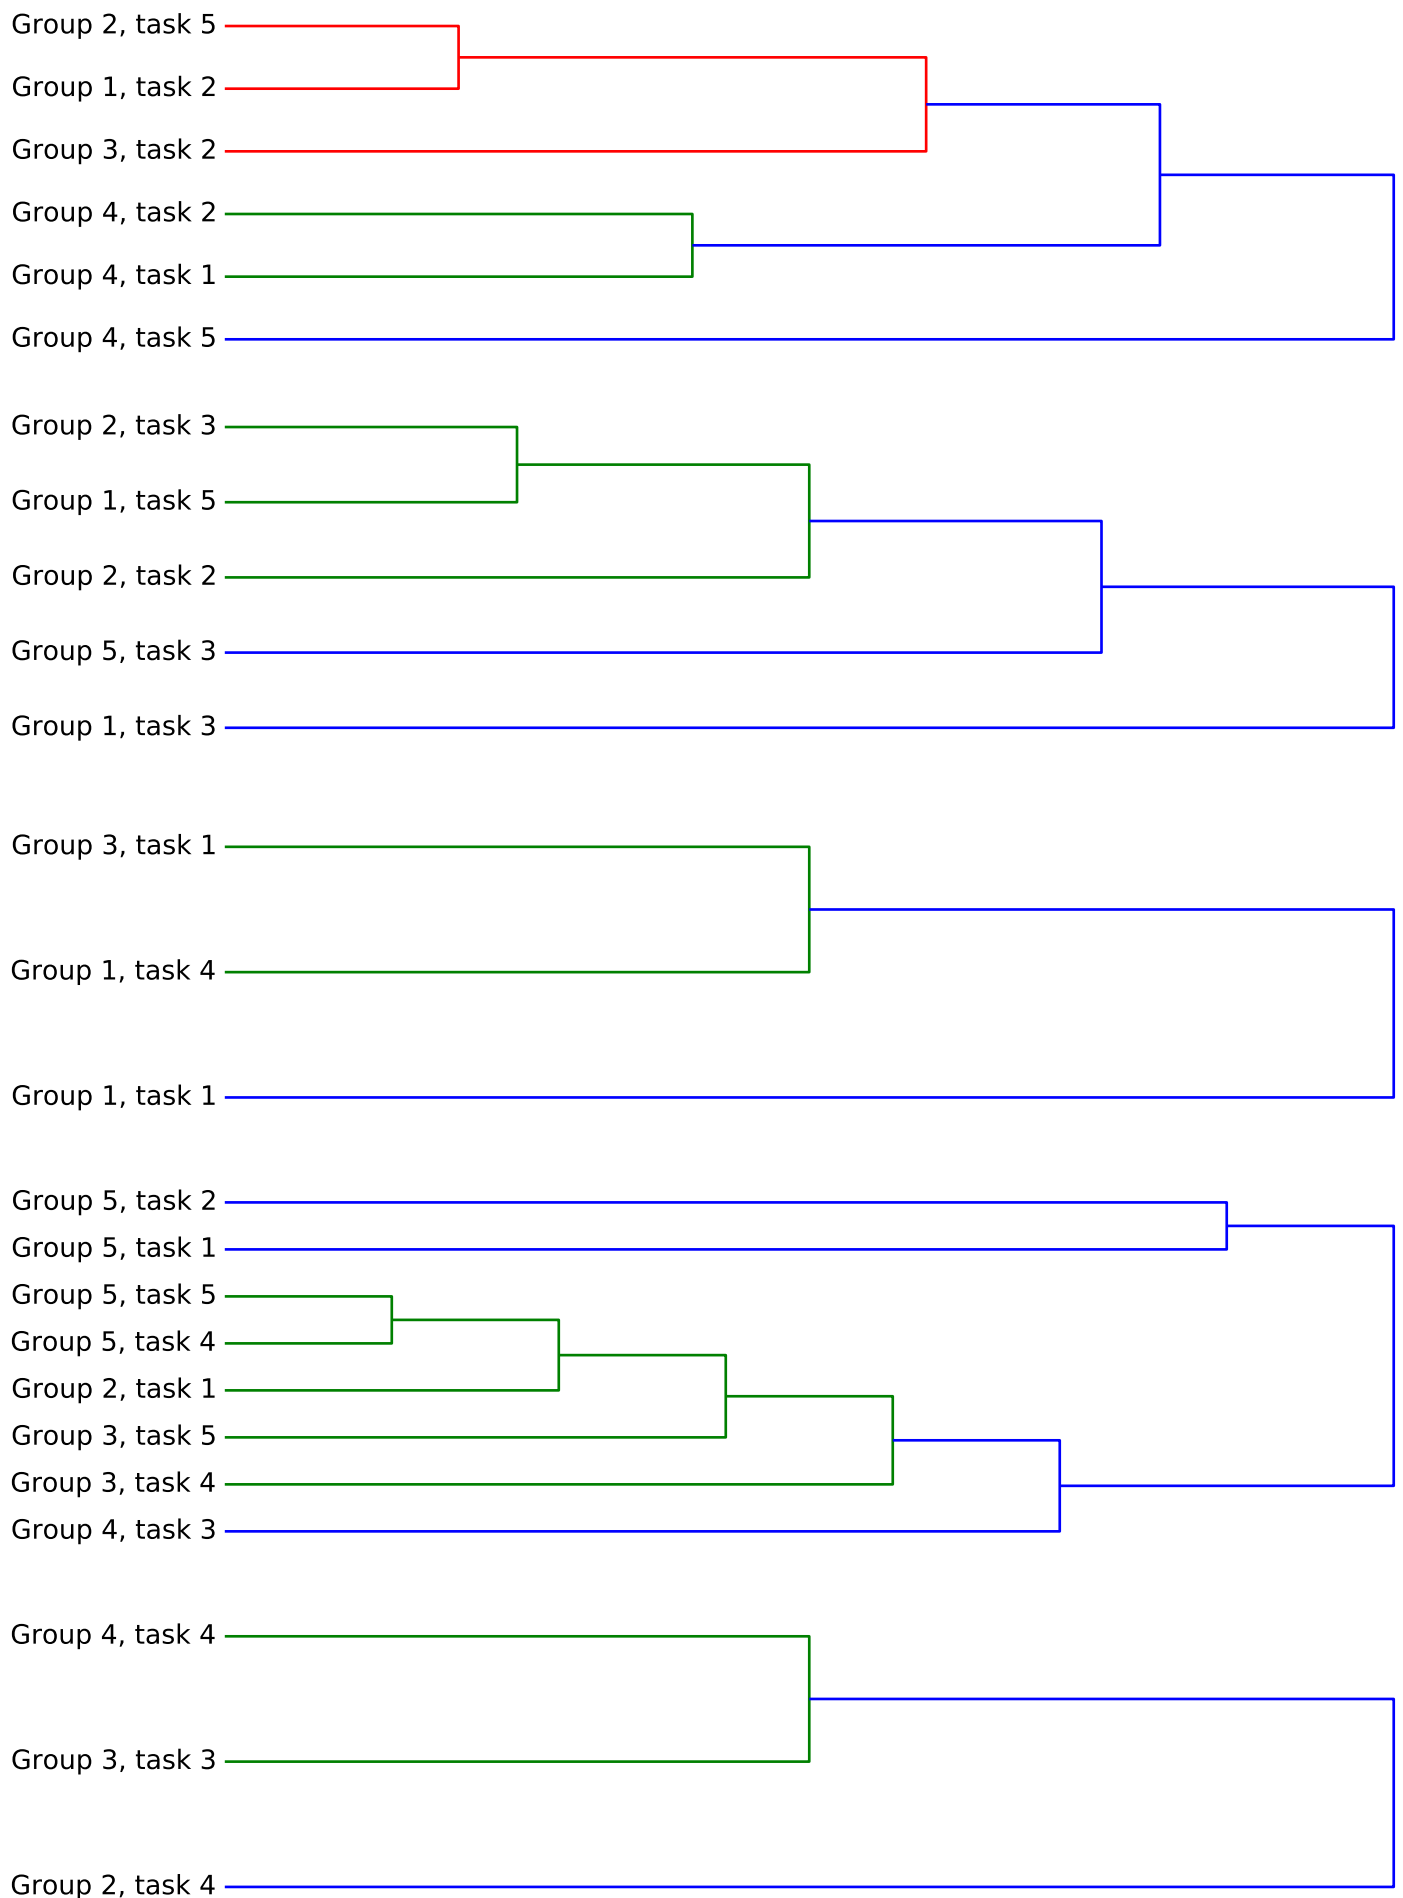 Group 2, task 5
Group 1, task 2
Group 3, task 2
Group 4, task 2
Group 4, task 1
Group 4, task 5
Group 2, task 3
Group 1, task 5
Group 2, task 2
Group 5, task 3
Group 1, task 3
Group 3, task 1
Group 1, task 4
Group 1, task 1
Group 5, task 2
Group 5, task 1
Group 5, task 5
Group 5, task 4
Group 2, task 1
Group 3, task 5
Group 3, task 4
Group 4, task 3
Group 4, task 4
Group 3, task 3
Group 2, task 4